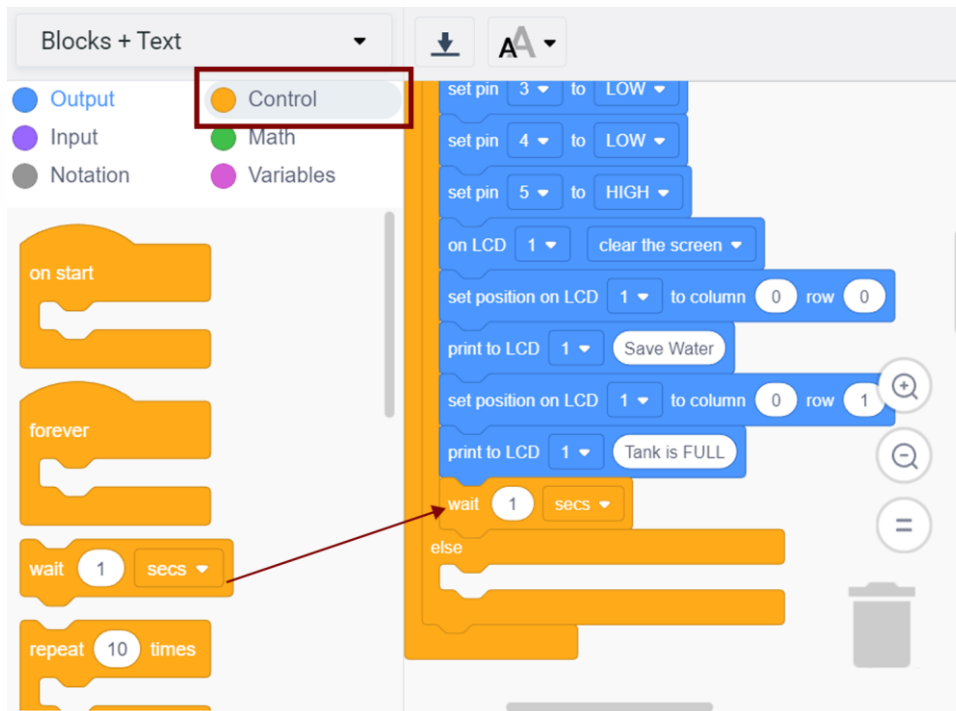 Blocks + Text
AA
Output
Control
Input
Math
Notation
Variables
on start
forever
wait 1 secs
repeat 10 times
set pin 3 to LOW
set pin 4 to LOW
set pin 5 to HIGH
on LCD 1 clear the screen
set position on LCD 1 to column 0 row 0
print to LCD 1 Save Water
set position on LCD 1 to column 0 row 1
print to LCD 1 Tank is FULL
wait 1 secs
else